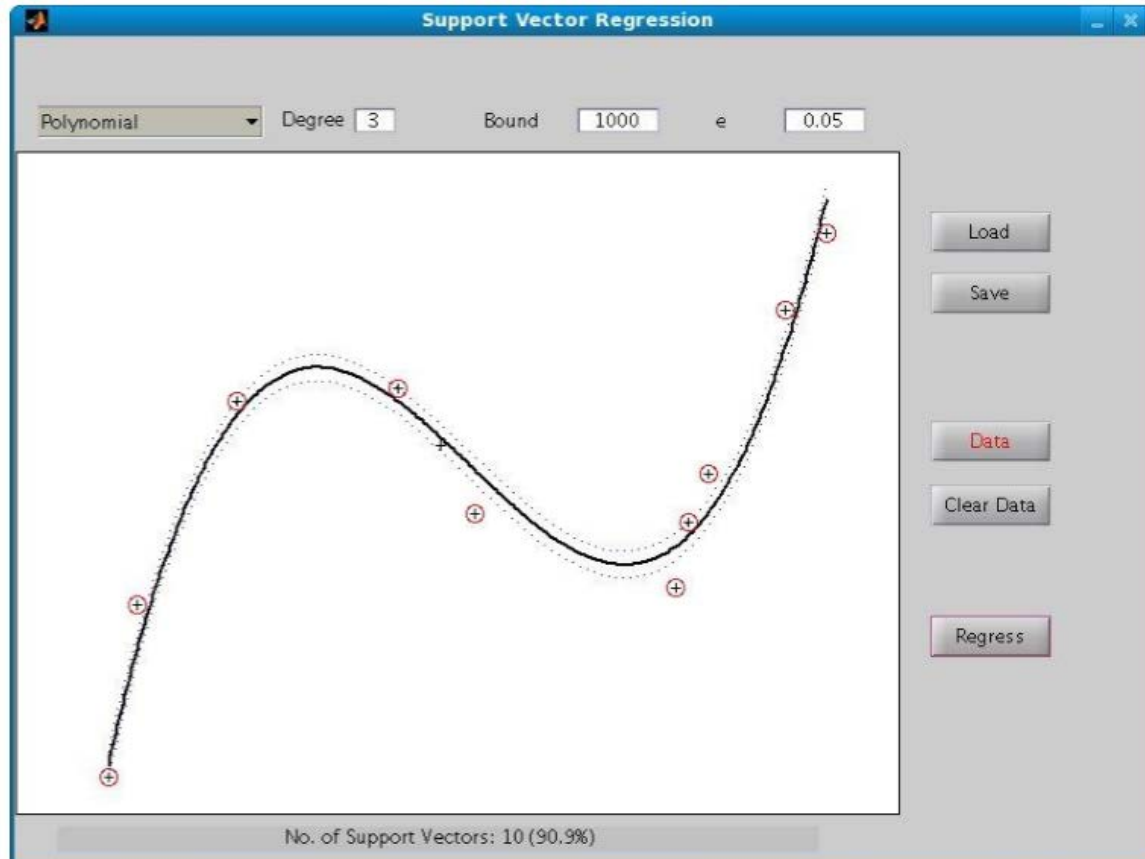 Support Vector Regression
Polynomial Degree 3 Bound 1000 e 0.05
Load
Save
Data
Clear Data
Regress
No. of Support Vectors: 10 (90.9%)